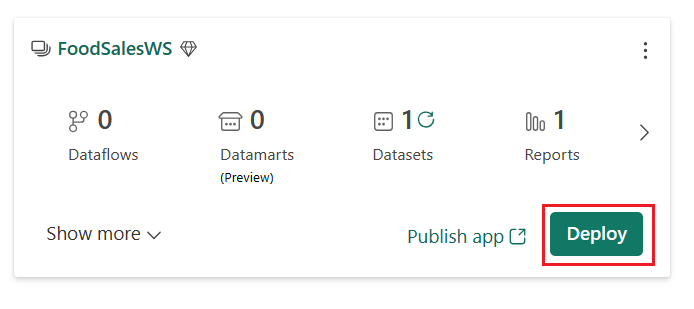 FoodSalesWS
0 0 1 1
Dataflows Datamarts Datasets Reports
(Preview)
Show more Publish app Deploy